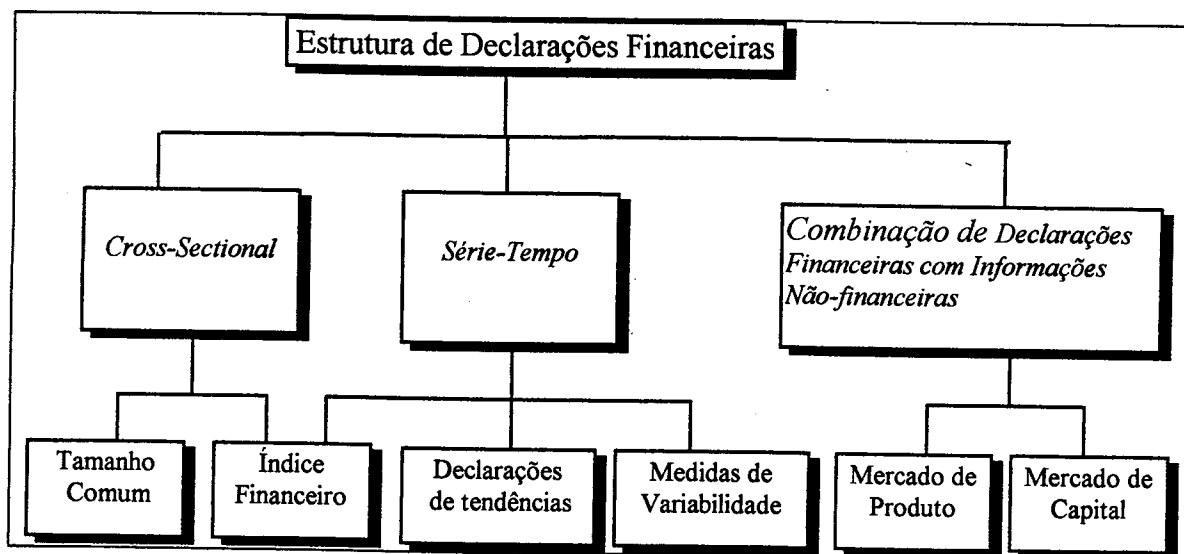 Estrutura de Declarações Financeiras
Cross-Sectional
Série-Tempo
Combinação de Declarações
Financeiras com Informações
Não-financeiras
Tamanho
Comum
Índice
Financeiro
Declarações
de tendências
Medidas de
Variabilidade
Mercado de
Produto
Mercado de
Capital